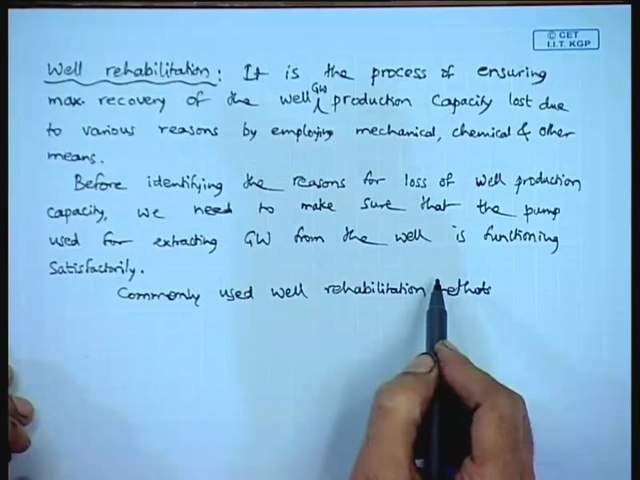 © CET
I.I.T. KGP
Well rehabilitation: It is the process of ensuring
max. recovery of the well GW production capacity lost due
to various reasons by employing mechanical, chemical & other
means.
Before identifying the reasons for loss of well production
capacity, we need to make sure that the pump
used for extracting GW from the well is functioning
satisfactorily.
Commonly used well rehabilitation methods